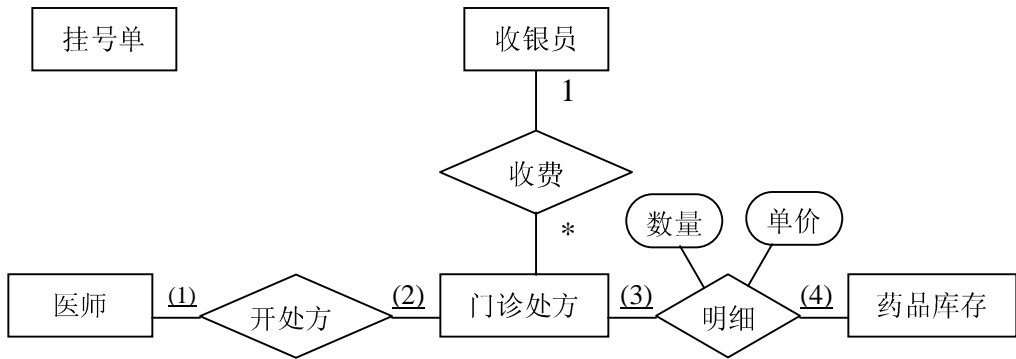 挂号单
收银员
1
收费
*
数量
单价
医师
(1)
开处方
(2)
门诊处方
(3)
明细
(4)
药品库存